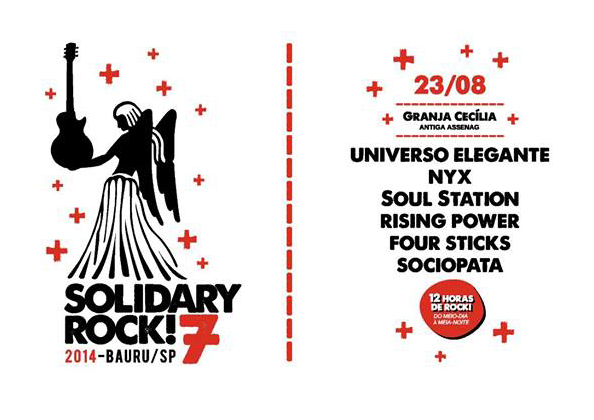 SOLIDARY
ROCK! 7
2014-BAURU/SP
23/08
GRANJA CECÍLIA
ANTIGA ASSENAG
UNIVERSO ELEGANTE
NYX
SOUL STATION
RISING POWER
FOUR STICKS
SOCIOPATA
12 HORAS
DE ROCK!
DO MEIO-DIA
À MEIA-NOITE